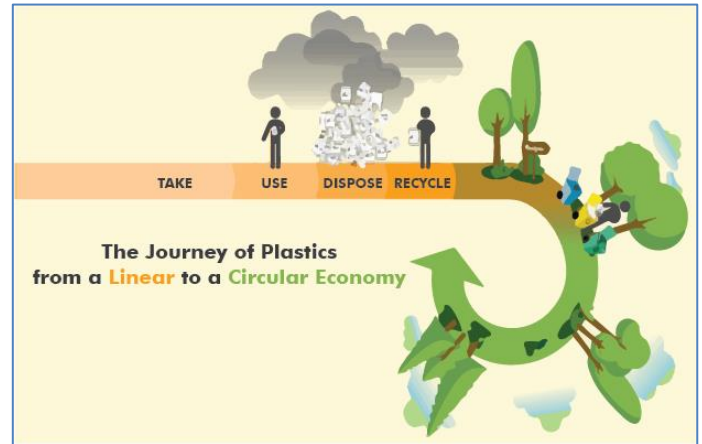 TAKE USE DISPOSE RECYCLE
The Journey of Plastics
from a Linear to a Circular Economy